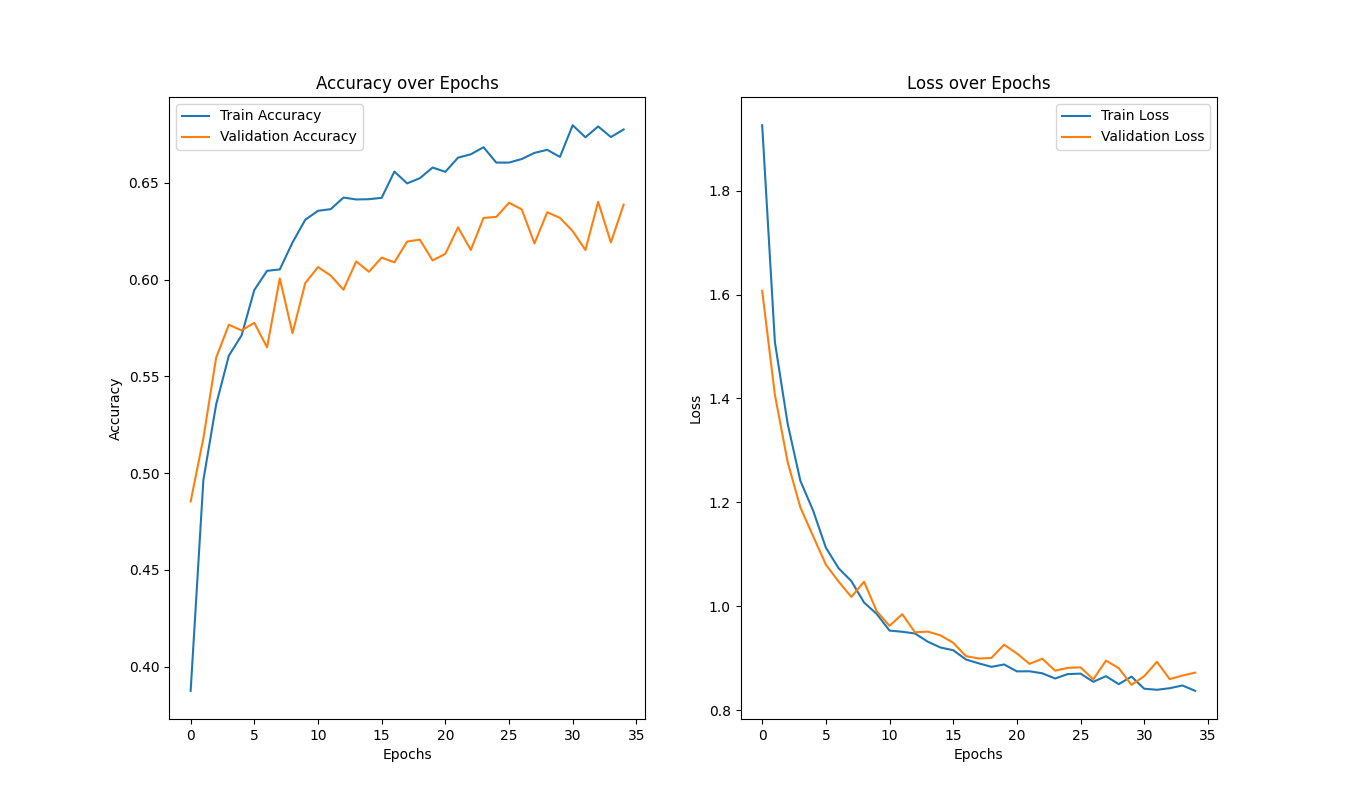 Accuracy over Epochs
Train Accuracy
Validation Accuracy
0.65
0.60
0.55
0.50
0.45
0.40
Accuracy
0 5 10 15 20 25 30 35
Epochs
Loss over Epochs
Train Loss
Validation Loss
1.8
1.6
1.4
1.2
1.0
0.8
Loss
0 5 10 15 20 25 30 35
Epochs